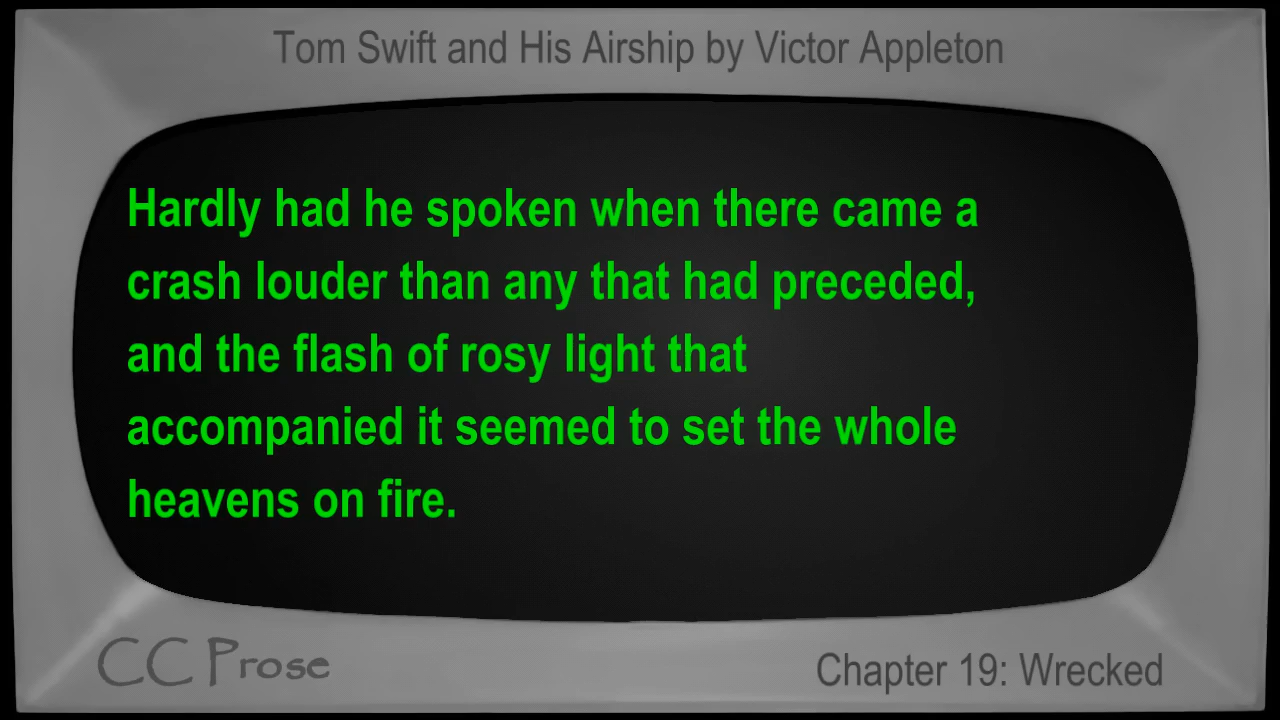 Tom Swift and His Airship by Victor Appleton
Hardly had he spoken when there came a
crash louder than any that had preceded,
and the flash of rosy light that
accompanied it seemed to set the whole
heavens on fire.
CC Prose
Chapter 19: Wrecked